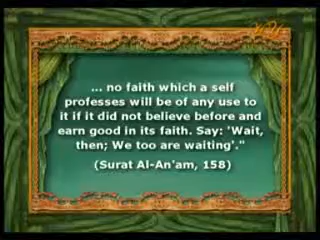 ... no faith which a self
professes will be of any use to
it if it did not believe before and
earn good in its faith. Say: 'Wait,
then; We too are waiting'."
(Surat Al-An'am, 158)